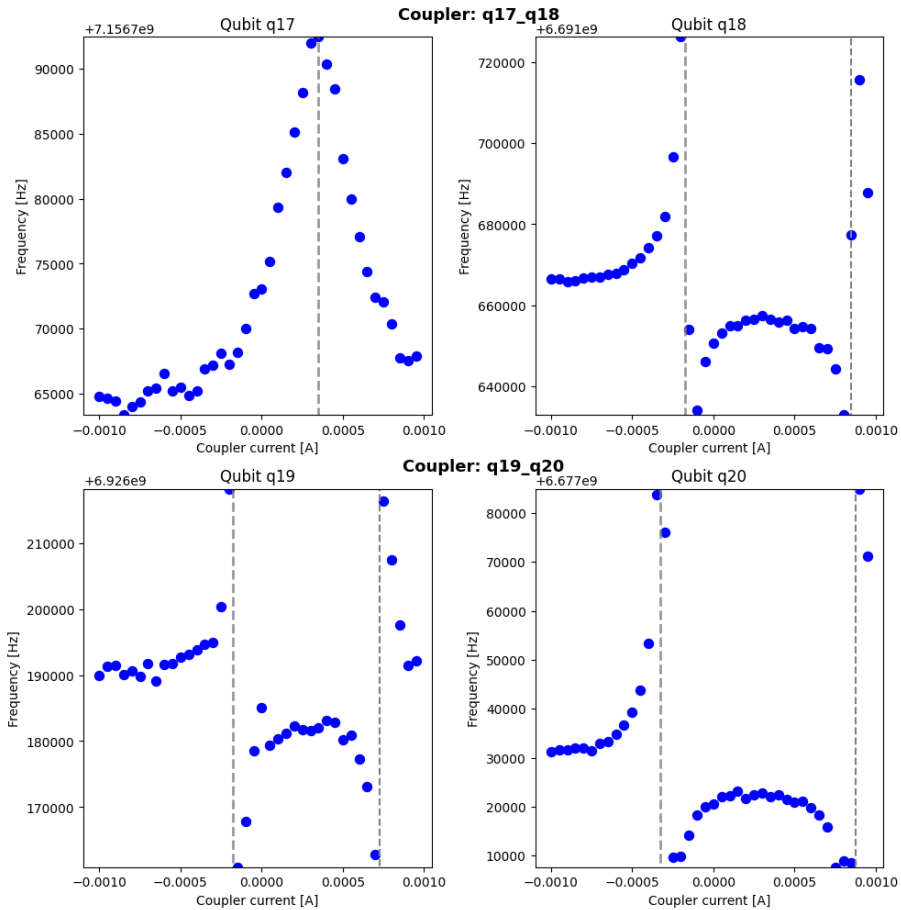 Coupler: q17_q18
Qubit q17
+7.1567e9
90000
85000
80000
75000
70000
65000
Frequency [Hz]
−0.0010 −0.0005 0.0000 0.0005 0.0010
Coupler current [A]
Qubit q18
+6.691e9
720000
700000
680000
660000
640000
Frequency [Hz]
−0.0010 −0.0005 0.0000 0.0005 0.0010
Coupler current [A]
Coupler: q19_q20
Qubit q19
+6.926e9
210000
200000
190000
180000
170000
Frequency [Hz]
−0.0010 −0.0005 0.0000 0.0005 0.0010
Coupler current [A]
Qubit q20
+6.677e9
80000
70000
60000
50000
40000
30000
20000
10000
Frequency [Hz]
−0.0010 −0.0005 0.0000 0.0005 0.0010
Coupler current [A]